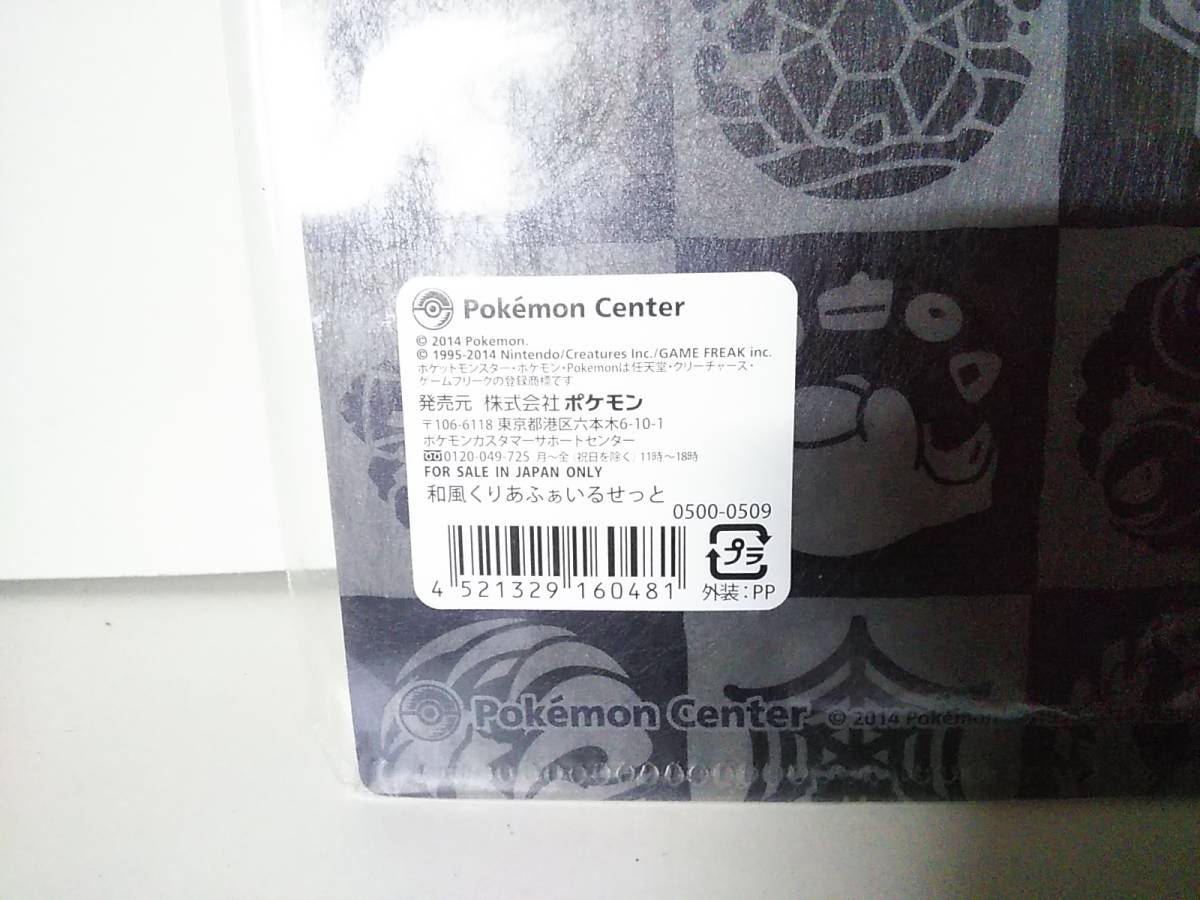 Pokémon Center
© 2014 Pokemon.
© 1995-2014 Nintendo/Creatures Inc./GAME FREAK inc.
ポケットモンスター・ポケモン・Pokemonは任天堂・クリーチャーズ・
ゲームフリークの登録商標です
発売元 株式会社 ポケモン
〒106-6118 東京都港区六本木6-10-1
ポケモンカスタマーサポートセンター
0120-049-725 月～金(祝日を除く)11時～18時
FOR SALE IN JAPAN ONLY
和風くりあふぁいるせっと
0500-0509
4 521329 160481
プラ
外装:PP
Pokémon Center © 2014 Pokémon